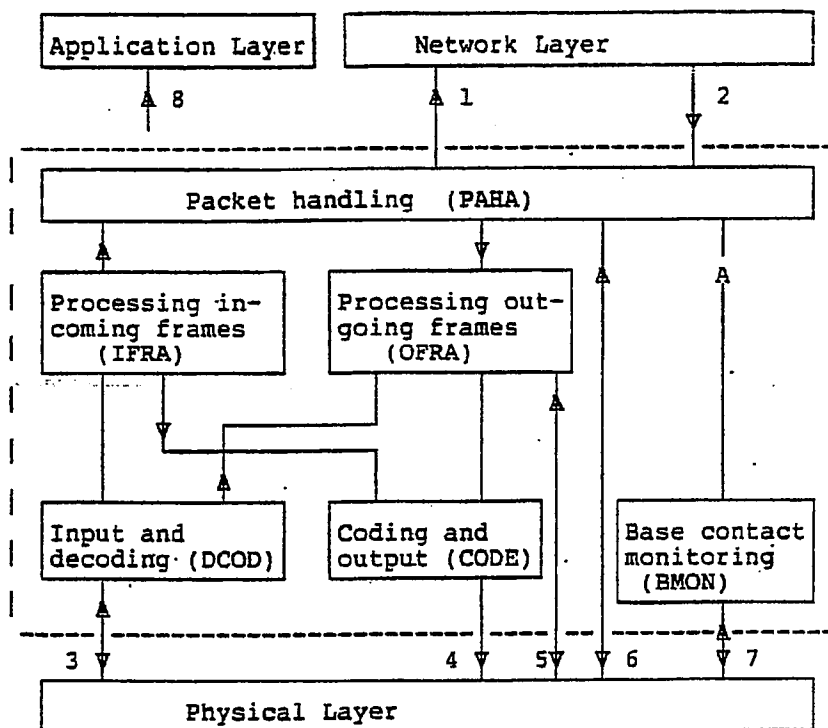 Application Layer
Network Layer
8
1
2
Packet handling (PAHA)
Processing in-
coming frames
(IFRA)
Processing out-
going frames
(OFRA)
Input and
decoding (DCOD)
Coding and
output (CODE)
Base contact
monitoring
(BMON)
3
4
5
6
7
Physical Layer